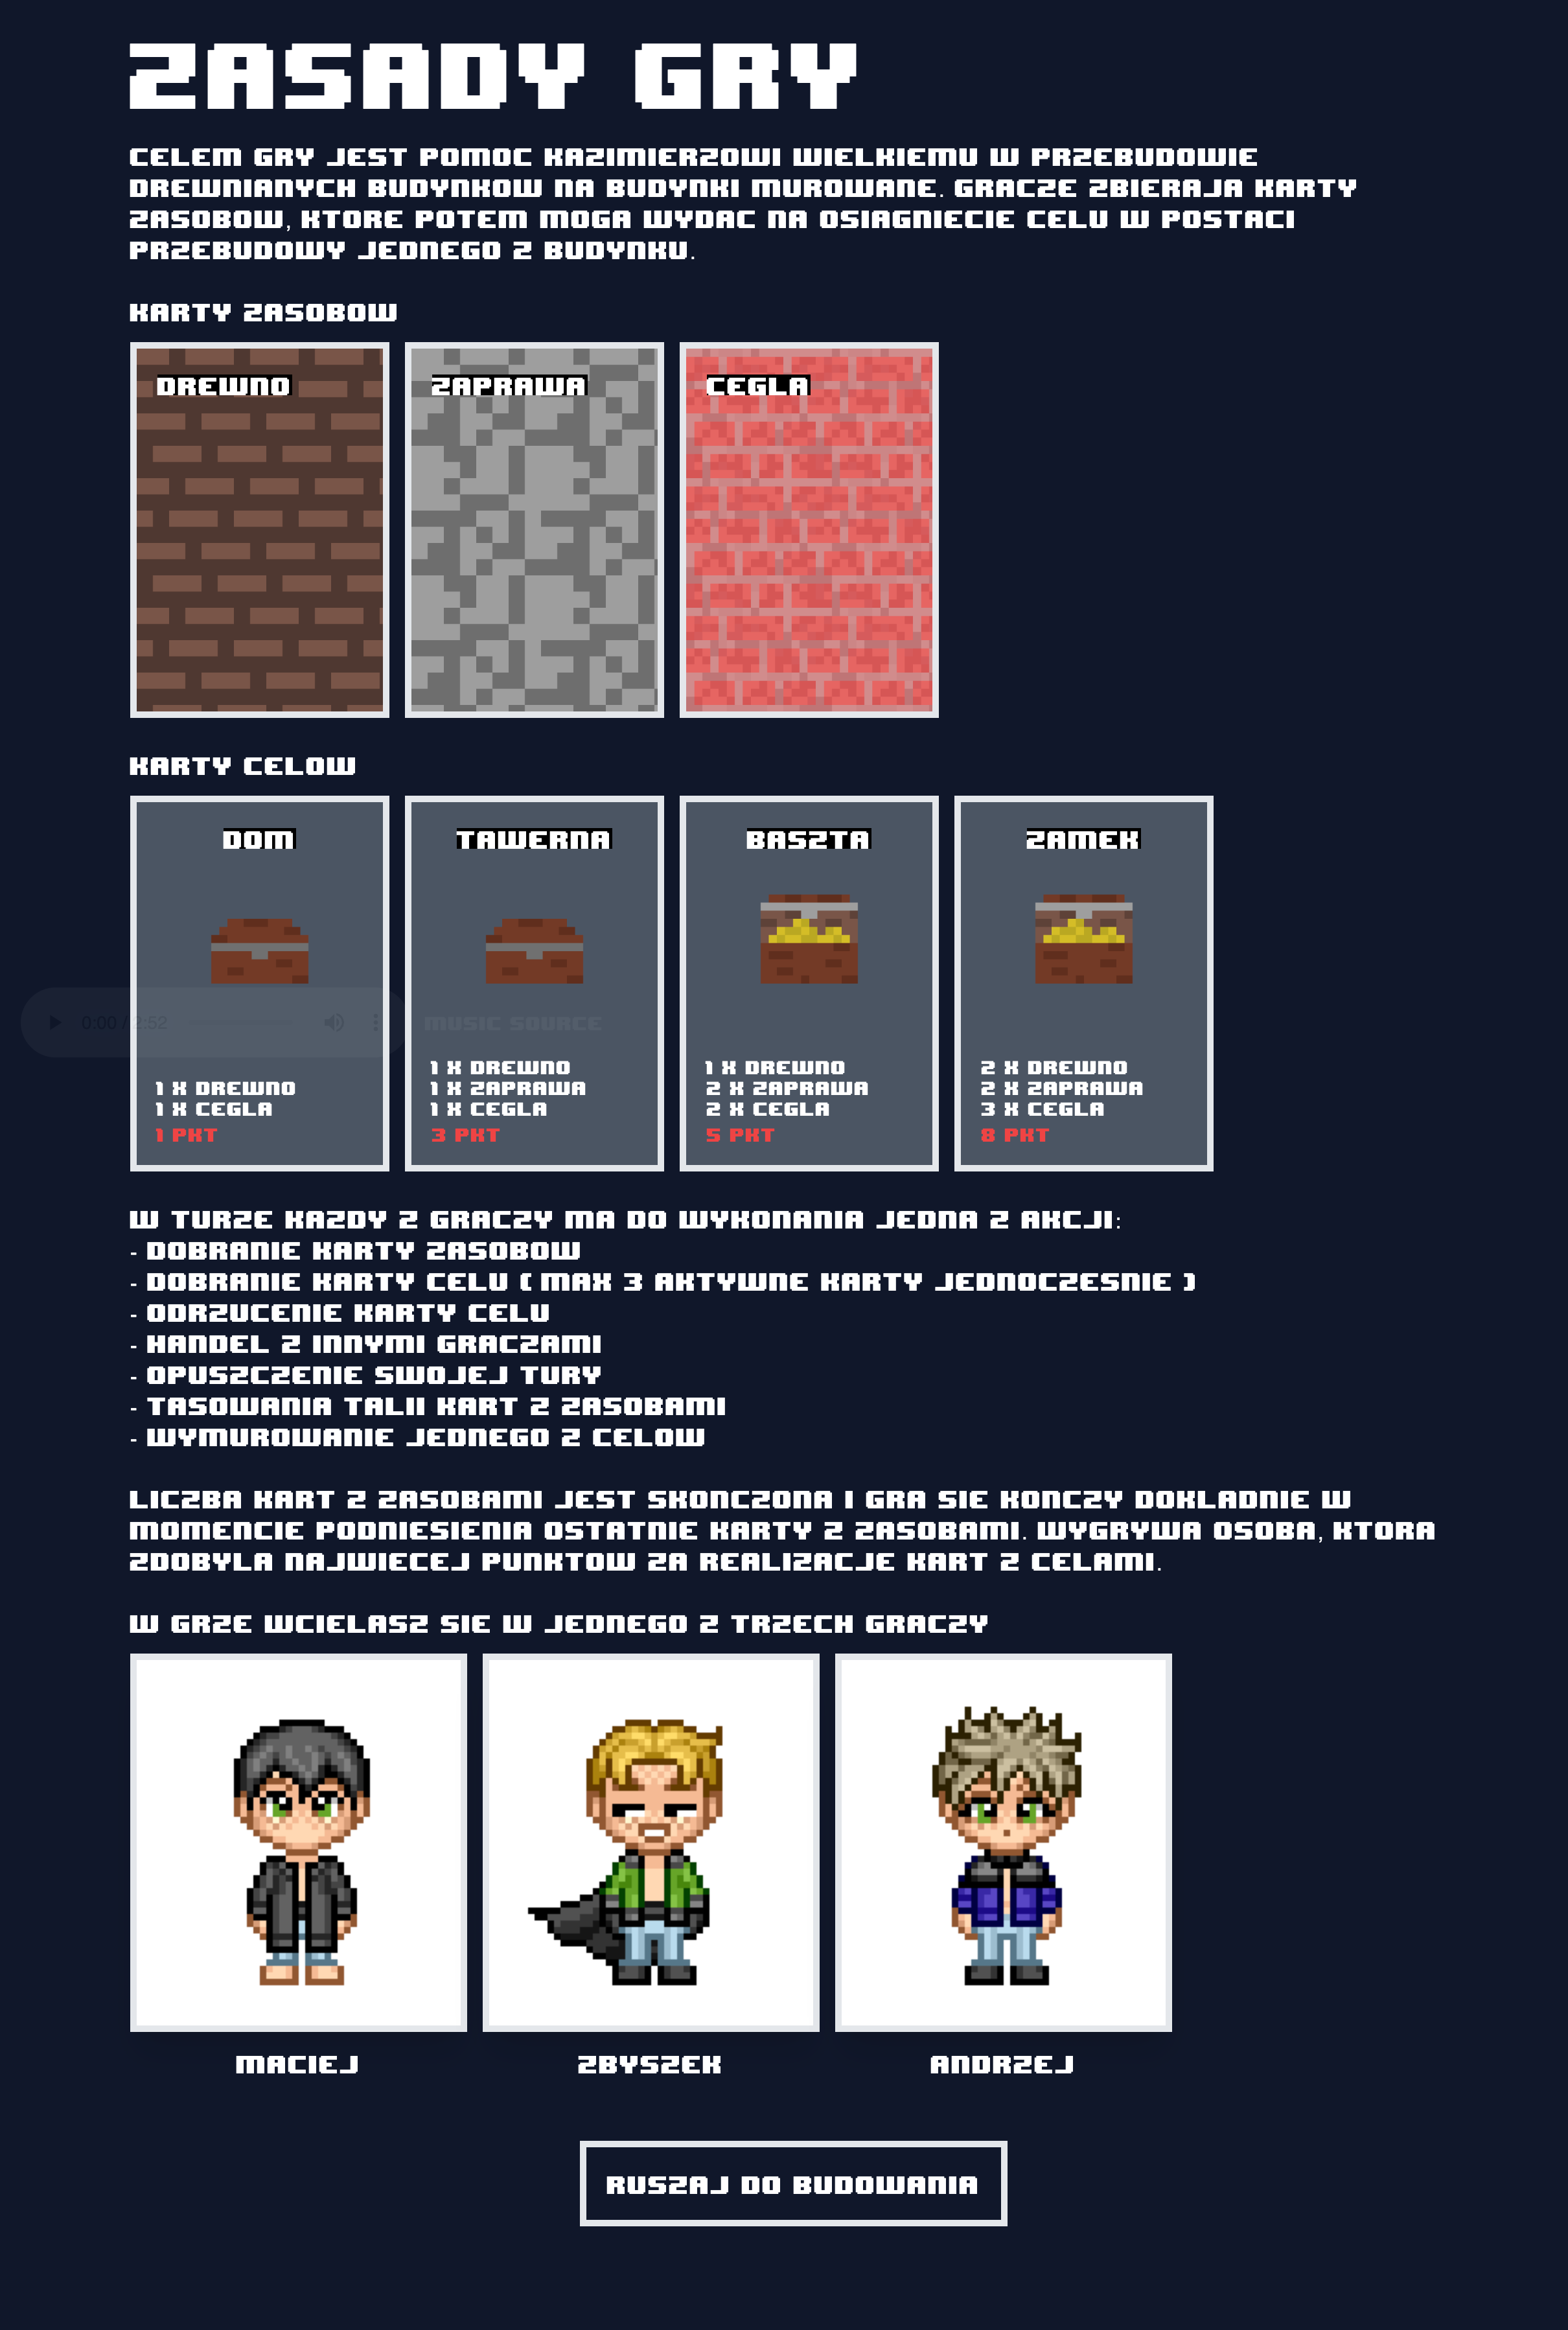 ZASADY GRY
CELEM GRY JEST POMOC KAZIMIERZOWI WIELKIEMU W PRZEBUDOWIE
DREWNIANYCH BUDYNKOW NA BUDYNKI MUROWANE. GRACZE ZBIERAJA KARTY
ZASOBOW, KTORE POTEM MOGA WYDAC NA OSIAGNIECIE CELU W POSTACI
PRZEBUDOWY JEDNEGO Z BUDYNKU.
KARTY ZASOBOW
DREWNO
ZAPRAWA
CEGLA
KARTY CELOW
DOM
1 X DREWNO
1 X CEGLA
1 PKT
TAWERNA
1 X DREWNO
1 X ZAPRAWA
1 X CEGLA
3 PKT
BASZTA
1 X DREWNO
2 X ZAPRAWA
2 X CEGLA
5 PKT
ZAMEK
2 X DREWNO
2 X ZAPRAWA
3 X CEGLA
8 PKT
0:00 / 2:52
MUSIC SOURCE
W TURZE KAZDY Z GRACZY MA DO WYKONANIA JEDNA Z AKCJI:
- DOBRANIE KARTY ZASOBOW
- DOBRANIE KARTY CELU ( MAX 3 AKTYWNE KARTY JEDNOCZESNIE )
- ODRZUCENIE KARTY CELU
- HANDEL Z INNYMI GRACZAMI
- OPUSZCZENIE SWOJEJ TURY
- TASOWANIA TALII KART Z ZASOBAMI
- WYMUROWANIE JEDNEGO Z CELOW
LICZBA KART Z ZASOBAMI JEST SKONCZONA I GRA SIE KONCZY DOKLADNIE W
MOMENCIE PODNIESIENIA OSTATNIE KARTY Z ZASOBAMI. WYGRYWA OSOBA, KTORA
ZDOBYLA NAJWIECEJ PUNKTOW ZA REALIZACJE KART Z CELAMI.
W GRZE WCIELASZ SIE W JEDNEGO Z TRZECH GRACZY
MACIEJ
ZBYSZEK
ANDRZEJ
RUSZAJ DO BUDOWANIA